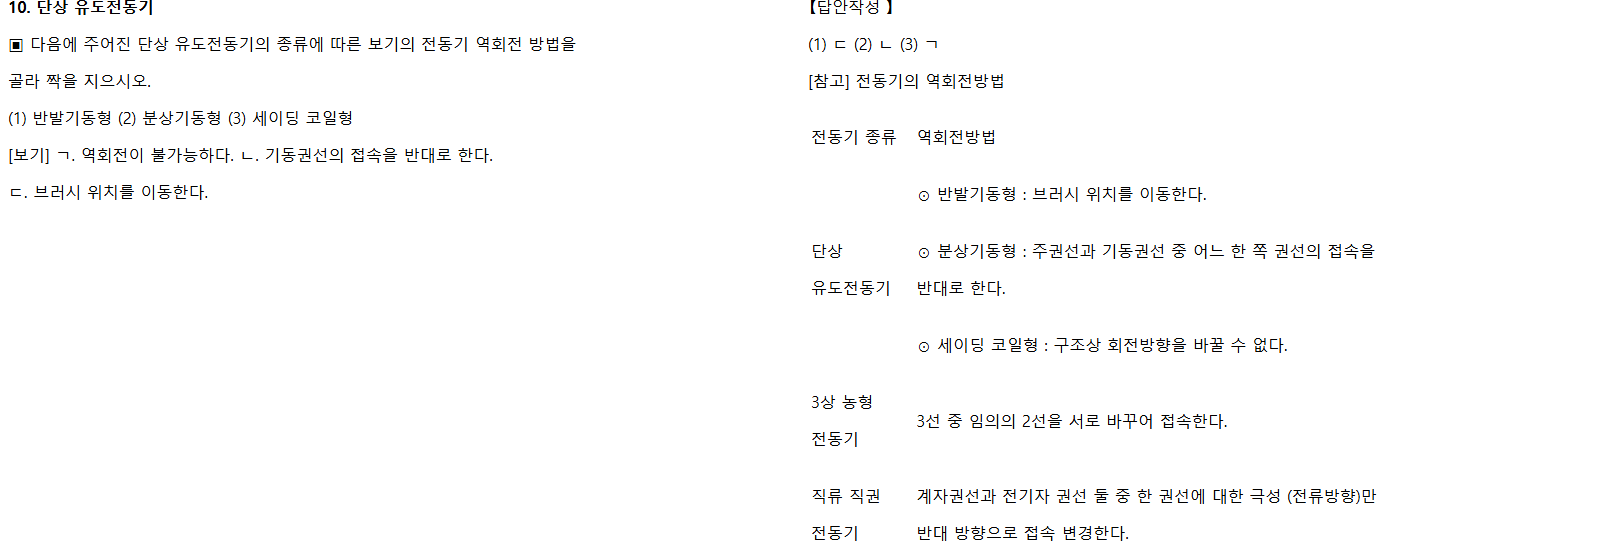 10. 단상 유도전동기
▣ 다음에 주어진 단상 유도전동기의 종류에 따른 보기의 전동기 역회전 방법을
골라 짝을 지으시오.
(1) 반발기동형 (2) 분상기동형 (3) 세이딩 코일형
[보기] ㄱ. 역회전이 불가능하다. ㄴ. 기동권선의 접속을 반대로 한다.
ㄷ. 브러시 위치를 이동한다.
【답안작성 】
(1) ㄷ (2) ㄴ (3) ㄱ
[참고] 전동기의 역회전방법
전동기 종류 역회전방법
단상
유도전동기
⊙ 반발기동형 : 브러시 위치를 이동한다.
⊙ 분상기동형 : 주권선과 기동권선 중 어느 한 쪽 권선의 접속을
반대로 한다.
⊙ 세이딩 코일형 : 구조상 회전방향을 바꿀 수 없다.
3상 농형
전동기
3선 중 임의의 2선을 서로 바꾸어 접속한다.
직류 직권
전동기
계자권선과 전기자 권선 둘 중 한 권선에 대한 극성 (전류방향)만
반대 방향으로 접속 변경한다.